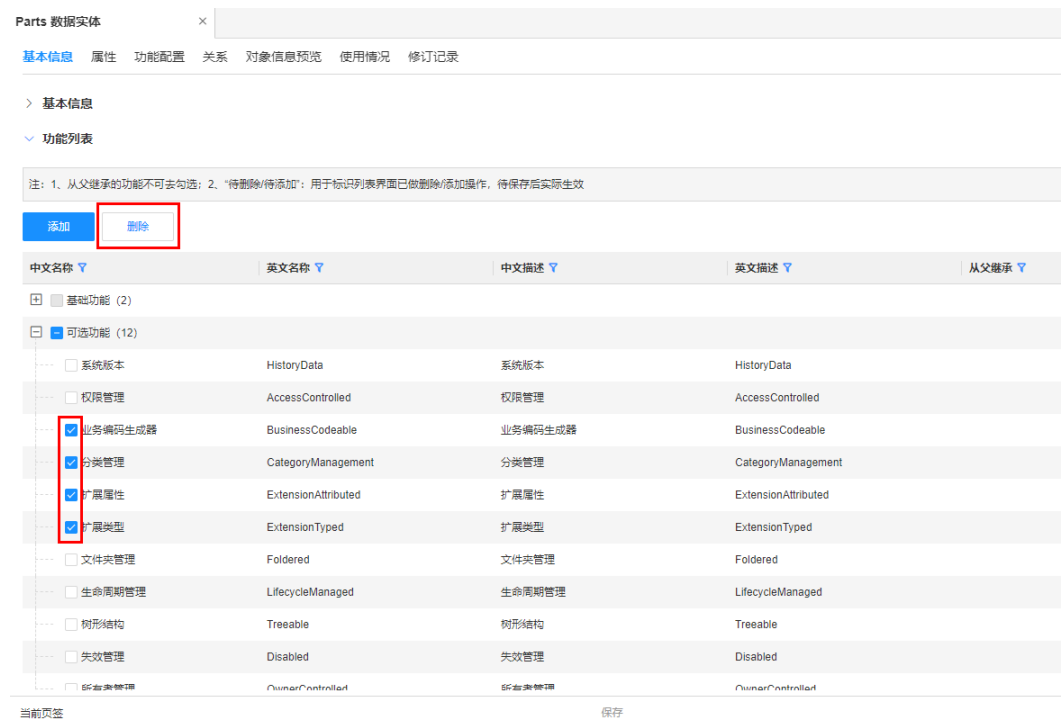 Parts 数据实体 ×
基本信息 属性 功能配置 关系 对象信息预览 使用情况 修订记录
基本信息
功能列表
注：1、从父继承的功能不可去勾选；2、“待删除/待添加”：用于标识列表界面已做删除/添加操作，待保存后实际生效
添加 删除
中文名称 英文名称 中文描述 英文描述 从父继承
基础功能（2）
可选功能（12）
系统版本 HistoryData 系统版本 HistoryData
权限管理 AccessControlled 权限管理 AccessControlled
业务编码生成器 BusinessCodeable 业务编码生成器 BusinessCodeable
分类管理 CategoryManagement 分类管理 CategoryManagement
扩展属性 ExtensionAttributed 扩展属性 ExtensionAttributed
扩展类型 ExtensionTyped 扩展类型 ExtensionTyped
文件夹管理 Foldered 文件夹管理 Foldered
生命周期管理 LifecycleManaged 生命周期管理 LifecycleManaged
树形结构 Treeable 树形结构 Treeable
失效管理 Disabled 失效管理 Disabled
所有者管理 OwnerControlled 所有者管理 OwnerControlled
当前页签 保存